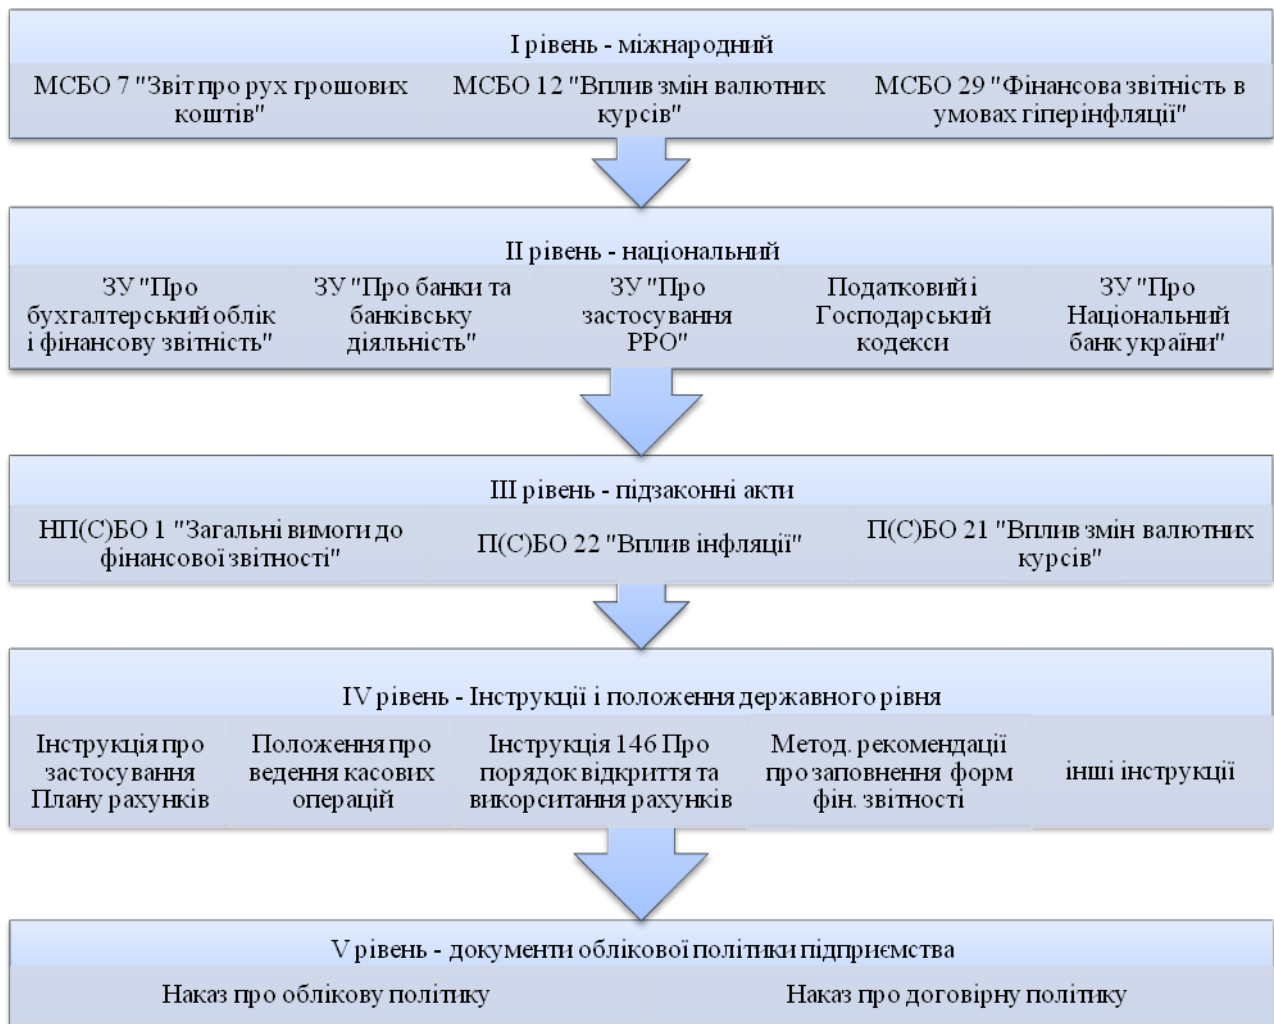 І рівень - міжнародний
МСБО 7 "Звіт про рух грошових
коштів"
МСБО 12 "Вплив змін валютних
курсів"
МСБО 29 "Фінансова звітність в
умовах гіперінфляції"
ІІ рівень - національний
ЗУ "Про
бухгалтерський облік
і фінансову звітність"
ЗУ "Про банки та
банківську
діяльність"
ЗУ "Про
застосування
РРО"
Податковий і
Господарський
кодекси
ЗУ "Про
Національний
банк україни"
ІІІ рівень - підзаконні акти
НП(С)БО 1 "Загальні вимоги до
фінансової звітності"
П(С)БО 22 "Вплив інфляції"
П(С)БО 21 "Вплив змін валютних
курсів"
IV рівень - Інструкції і положення державного рівня
Інструкція про
застосування
Плану рахунків
Положення про
ведення касових
операцій
Інструкція 146 Про
порядок відкриття та
викорситання рахунків
Метод. рекомендації
про заповнення форм
фін. звітності
інші інструкції
V рівень - документи облікової політики підприємства
Наказ про облікову політику
Наказ про договірну політику